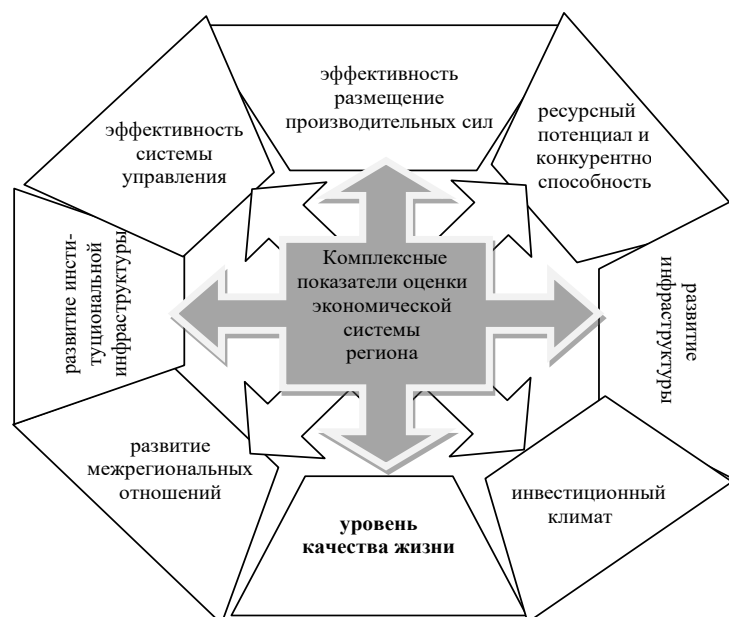 эффективность
размещение
производительных сил
ресурсный
потенциал и
конкурентно
способность
эффективность
системы
управления
развитие инсти-
туциональной
инфраструктуры
Комплексные
показатели оценки
экономической
системы
региона
развитие
инфраструктуры
развитие
межрегиональных
отношений
уровень
качества жизни
инвестиционный
климат